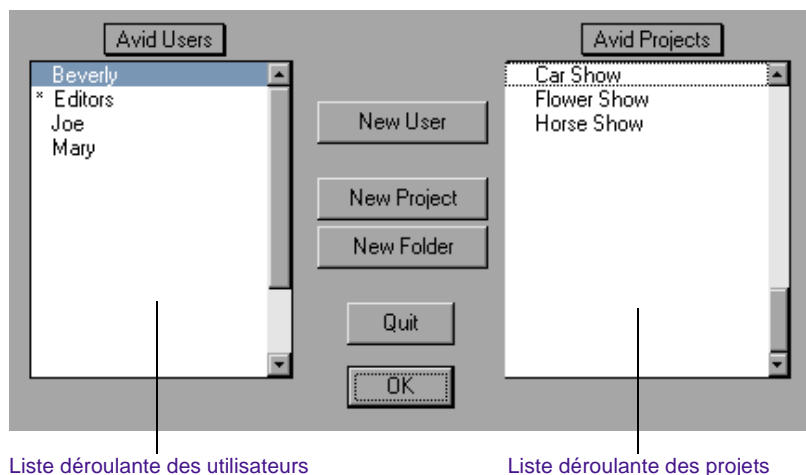 Avid Users
Avid Projects
Beverly
* Editors
Joe
Mary
New User
New Project
New Folder
Quit
OK
Car Show
Flower Show
Horse Show
Liste déroulante des utilisateurs
Liste déroulante des projets